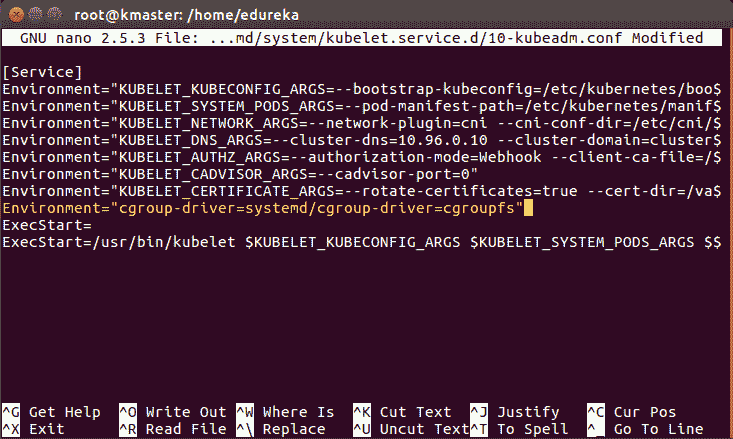 root@kmaster: /home/edureka
GNU nano 2.5.3 File: ...md/system/kubelet.service.d/10-kubeadm.conf Modified
[Service]
Environment="KUBELET_KUBECONFIG_ARGS=--bootstrap-kubeconfig=/etc/kubernetes/boo$
Environment="KUBELET_SYSTEM_PODS_ARGS=--pod-manifest-path=/etc/kubernetes/manif$
Environment="KUBELET_NETWORK_ARGS=--network-plugin=cni --cni-conf-dir=/etc/cni/$
Environment="KUBELET_DNS_ARGS=--cluster-dns=10.96.0.10 --cluster-domain=cluster$
Environment="KUBELET_AUTHZ_ARGS=--authorization-mode=Webhook --client-ca-file=/$
Environment="KUBELET_CADVISOR_ARGS=--cadvisor-port=0"
Environment="KUBELET_CERTIFICATE_ARGS=--rotate-certificates=true --cert-dir=/va$
Environment="cgroup-driver=systemd/cgroup-driver=cgroupfs"
ExecStart=
ExecStart=/usr/bin/kubelet $KUBELET_KUBECONFIG_ARGS $KUBELET_SYSTEM_PODS_ARGS $$
^G Get Help ^O Write Out ^W Where Is ^K Cut Text ^J Justify ^C Cur Pos
^X Exit ^R Read File ^\ Replace ^U Uncut Text ^T To Spell ^_ Go To Line